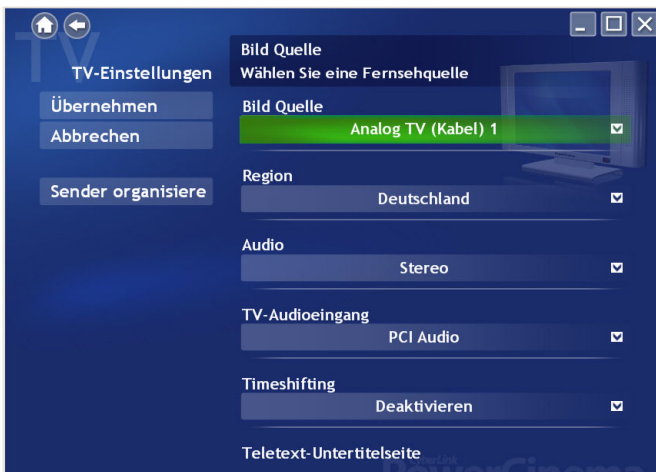 TV
TV-Einstellungen
Übernehmen
Abbrechen
Sender organisiere
Bild Quelle
Wählen Sie eine Fernsehquelle
Bild Quelle
Analog TV (Kabel) 1
Region
Deutschland
Audio
Stereo
TV-Audioeingang
PCI Audio
Timeshifting
Deaktivieren
Teletext-Untertitelseite
CyberLink
PowerCinema